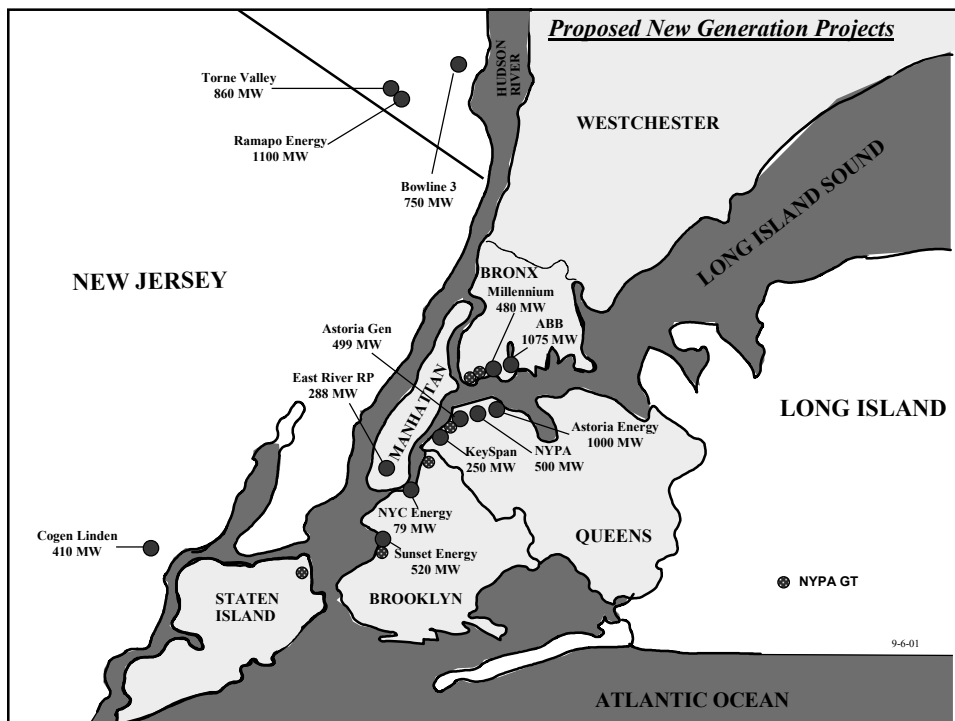 Proposed New Generation Projects
HUDSON
RIVER
Torne Valley
860 MW
Ramapo Energy
1100 MW
WESTCHESTER
Bowline 3
750 MW
LONG ISLAND SOUND
NEW JERSEY
BRONX
Millennium
480 MW
ABB
1075 MW
Astoria Gen
499 MW
East River RP
288 MW
MANHATTAN
LONG ISLAND
Astoria Energy
1000 MW
KeySpan
250 MW
NYPA
500 MW
NYC Energy
79 MW
QUEENS
Cogen Linden
410 MW
Sunset Energy
520 MW
NYPA GT
STATEN
ISLAND
BROOKLYN
9-6-01
ATLANTIC OCEAN